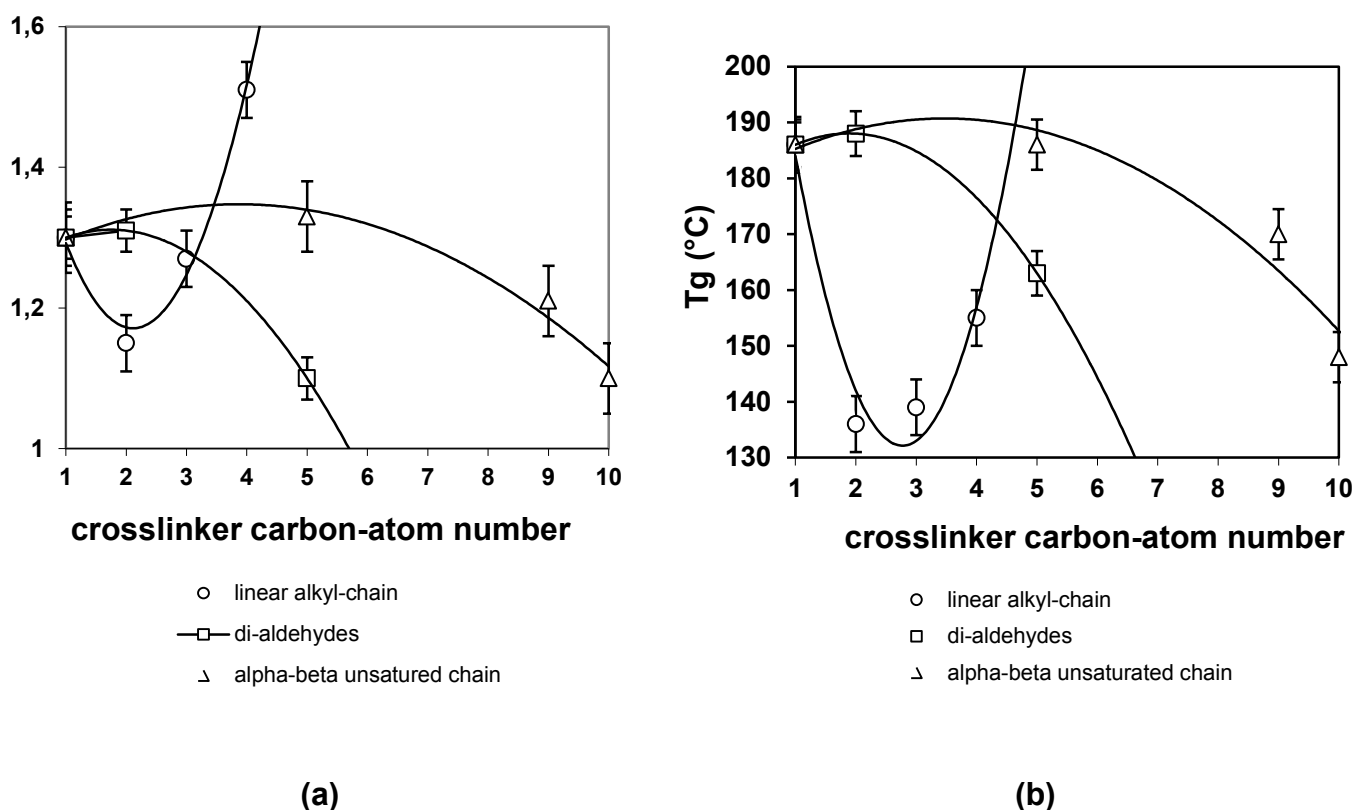 1,6
1,4
1,2
1
1 2 3 4 5 6 7 8 9 10
crosslinker carbon-atom number
linear alkyl-chain
di-aldehydes
alpha-beta unsatured chain
(a)
200
190
180
170
160
150
140
130
Tg (°C)
1 2 3 4 5 6 7 8 9 10
crosslinker carbon-atom number
linear alkyl-chain
di-aldehydes
alpha-beta unsaturated chain
(b)